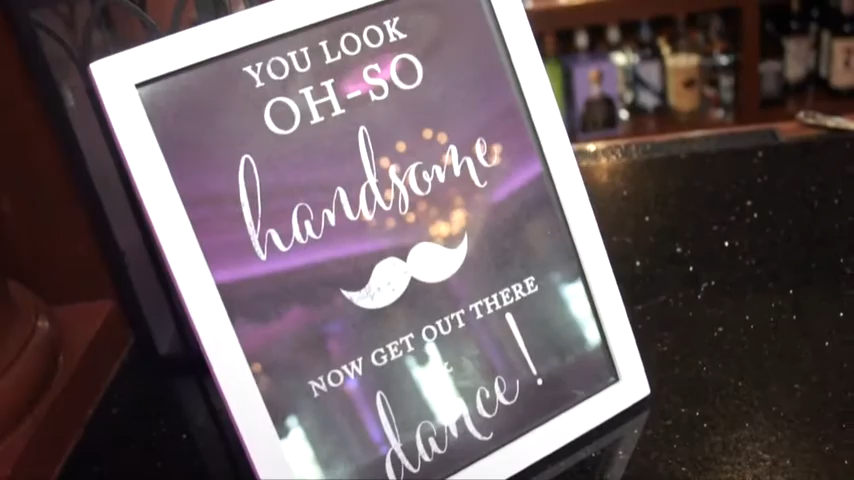 YOU LOOK
OH-SO
handsome
NOW GET OUT THERE
&
dance!